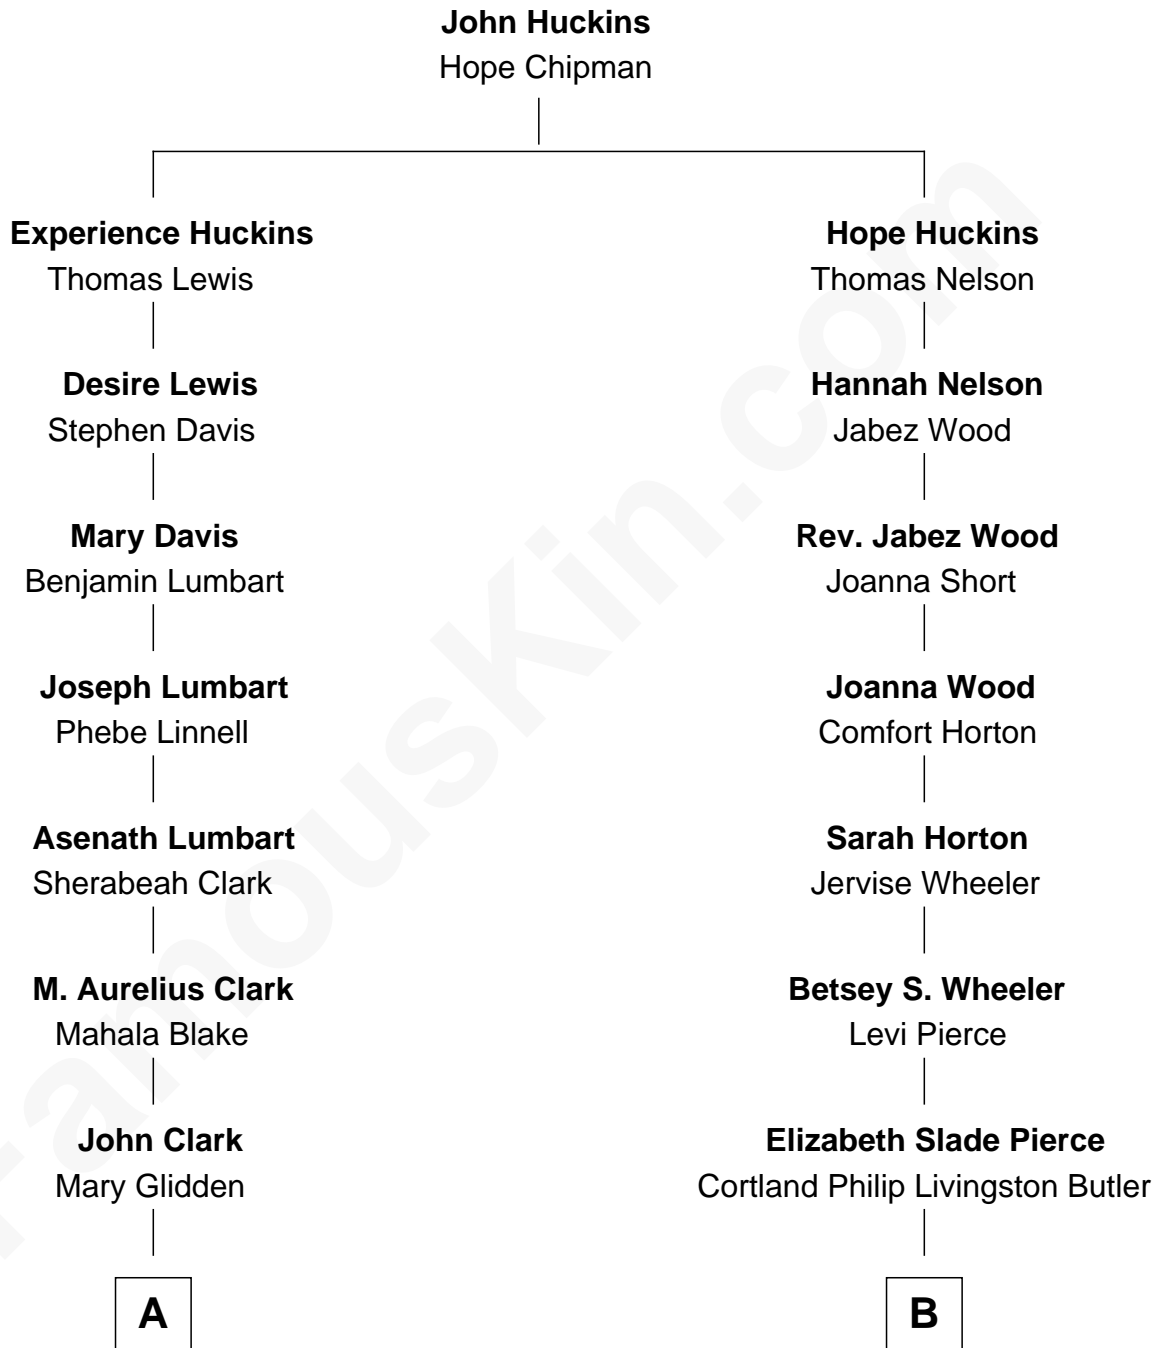 John Huckins
Hope Chipman
Experience Huckins
Thomas Lewis
Hope Huckins
Thomas Nelson
Desire Lewis
Stephen Davis
Hannah Nelson
Jabez Wood
Mary Davis
Benjamin Lumbart
Rev. Jabez Wood
Joanna Short
Joseph Lumbart
Phebe Linnell
Joanna Wood
Comfort Horton
Asenath Lumbart
Sherabeah Clark
Sarah Horton
Jervise Wheeler
M. Aurelius Clark
Mahala Blake
Betsey S. Wheeler
Levi Pierce
John Clark
Mary Glidden
Elizabeth Slade Pierce
Cortland Philip Livingston Butler
A
B
FamousKin.com